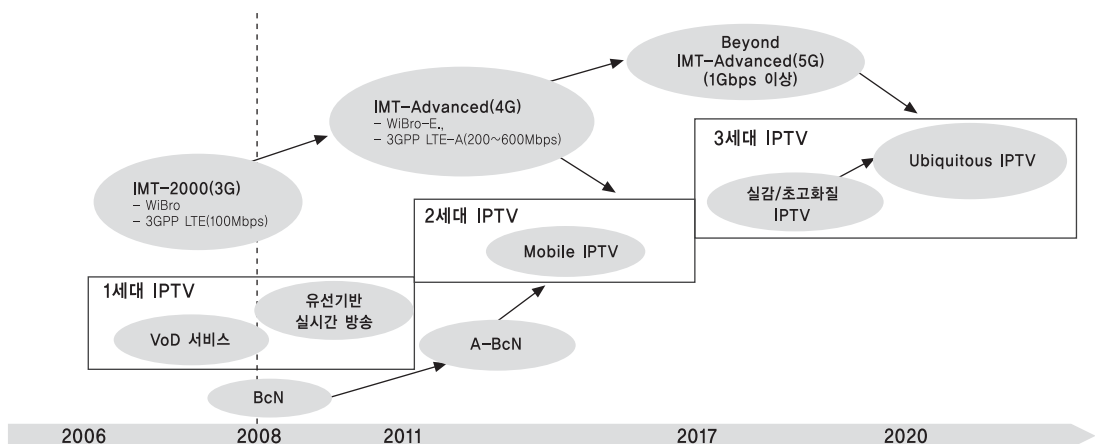 Beyond
IMT-Advanced(5G)
(1Gbps 이상)
IMT-Advanced(4G)
- WiBro-E.,
- 3GPP LTE-A(200~600Mbps)
IMT-2000(3G)
- WiBro
- 3GPP LTE(100Mbps)
3세대 IPTV
Ubiquitous IPTV
실감/초고화질
IPTV
2세대 IPTV
Mobile IPTV
1세대 IPTV
유선기반
실시간 방송
VoD 서비스
A-BcN
BcN
2006 2008 2011 2017 2020